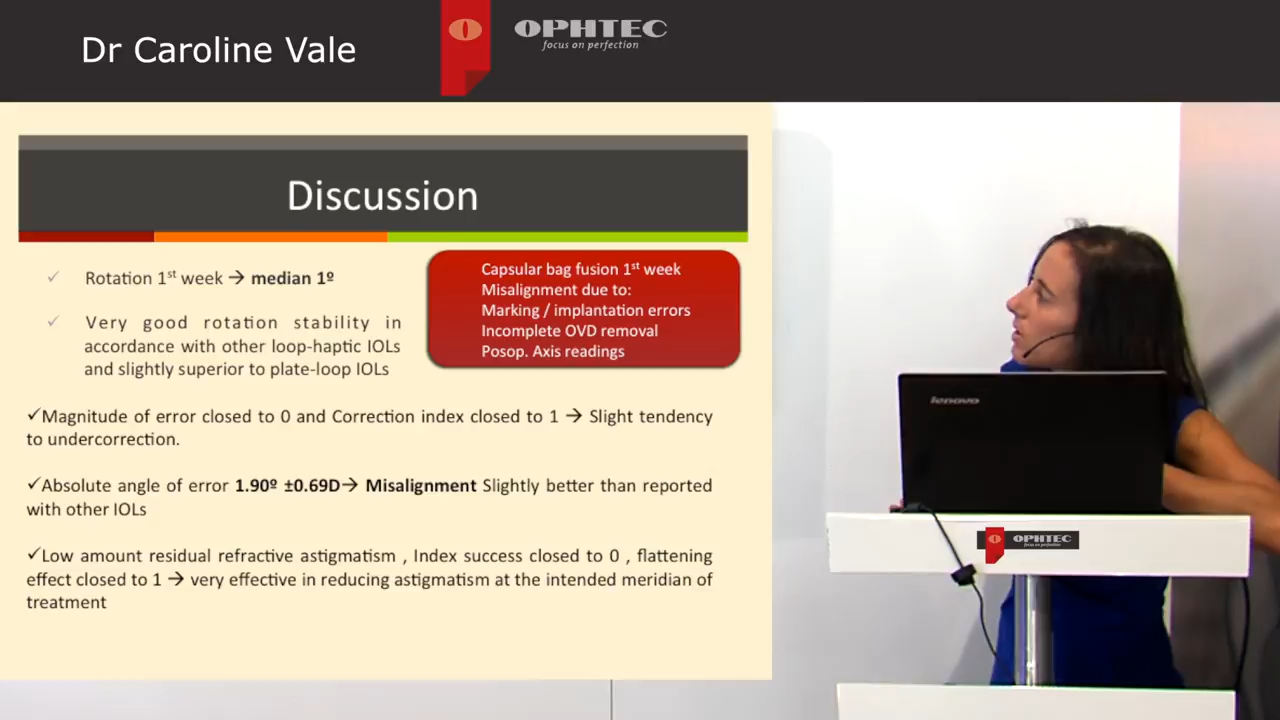 Dr Caroline Vale
OPHTEC
focus on perfection
Discussion
✓ Rotation 1st week → median 1º
✓ Very good rotation stability in
accordance with other loop-haptic IOLs
and slightly superior to plate-loop IOLs
Capsular bag fusion 1st week
Misalignment due to:
Marking / implantation errors
Incomplete OVD removal
Posop. Axis readings
✓Magnitude of error closed to 0 and Correction index closed to 1 → Slight tendency
to undercorrection.
✓Absolute angle of error 1.90º ±0.69D→ Misalignment Slightly better than reported
with other IOLs
✓Low amount residual refractive astigmatism , Index success closed to 0 , flattening
effect closed to 1 → very effective in reducing astigmatism at the intended meridian of
treatment
lenovo
OPHTEC
focus on perfection